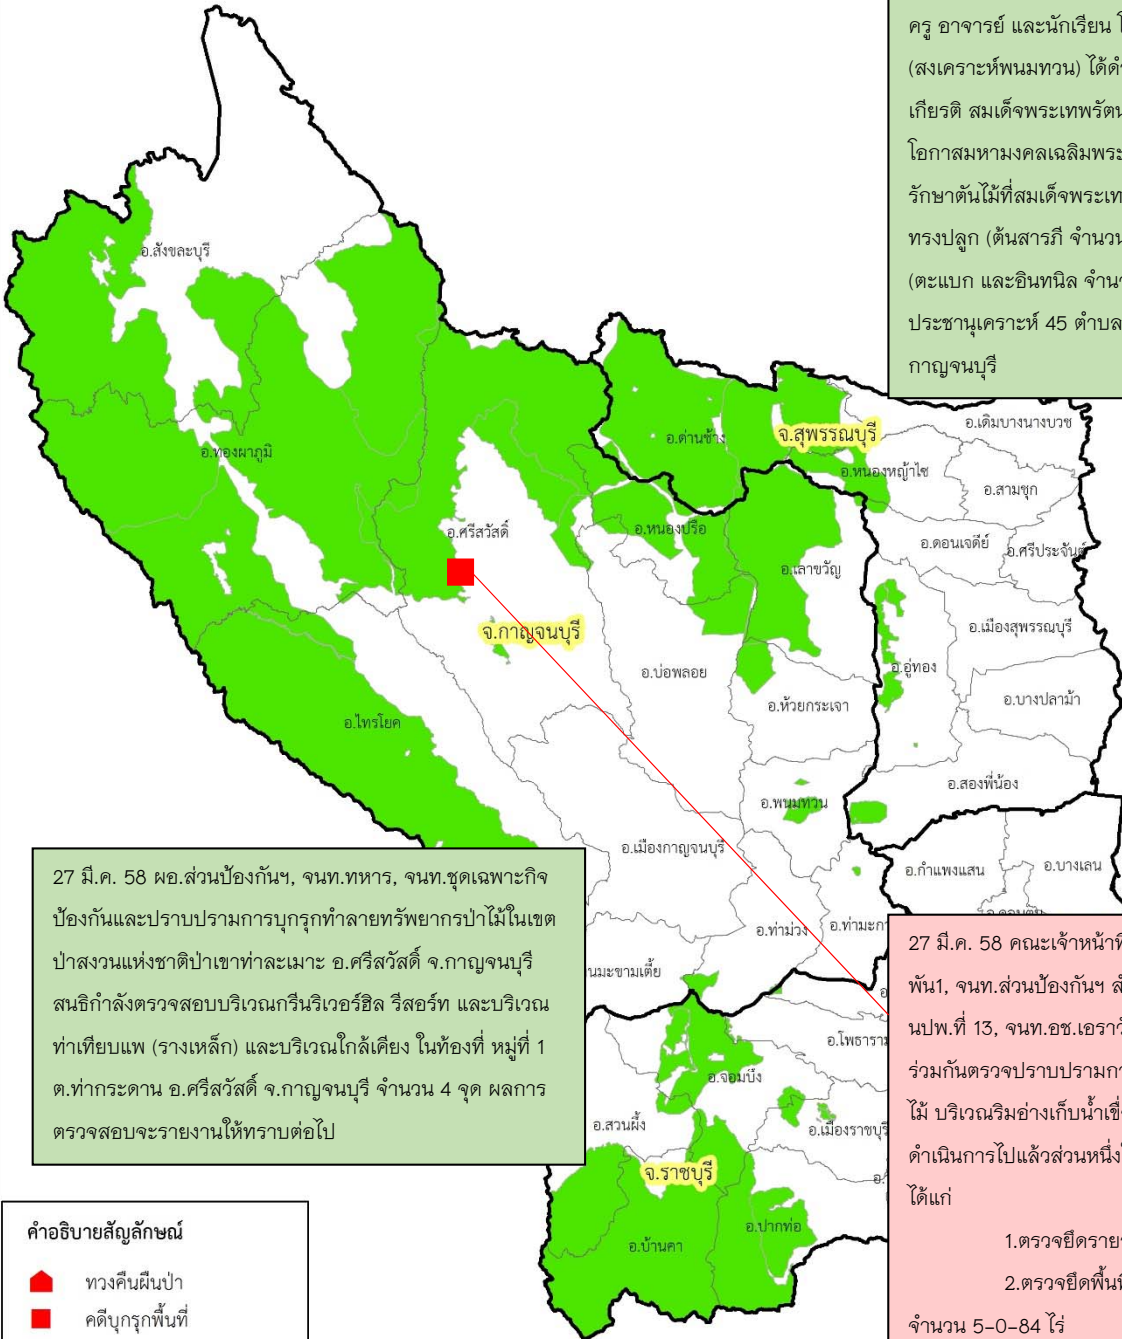 ครู อาจารย์ และนักเรียน
(สงเคราะห์พนมทวน)
เกียรติ
โอกาสมหามงคลเฉลิมพระ
รักษาต้นไม้ที่สมเด็จพระเทพ
ทรงปลูก (ต้นสารภี จำนวน
(ตะแบก และอินทนิล
ประชานุเคราะห์ 45 ตำบล
กาญจนบุรี
อ.สังขละบุรี
อ.ทองผาภูมิ
อ.ศรีสวัสดิ์
จ.กาญจนบุรี
อ.ไทรโยค
อ.ด่านช้าง
จ.สุพรรณบุรี
อ.เดิมบางนางบวช
อ.หนองหญ้าไซ
อ.สามชุก
อ.หนองปรือ
อ.เลาขวัญ
อ.ดอนเจดีย์
อ.ศรีประจันต์
อ.เมืองสุพรรณบุรี
อ.อู่ทอง
อ.บ่อพลอย
อ.ห้วยกระเจา
อ.บางปลาม้า
อ.สองพี่น้อง
อ.พนมทวน
อ.เมืองกาญจนบุรี
อ.กำแพงแสน
อ.บางเลน
อ.ท่าม่วง
อ.ท่ามะกา
นมะขามเตี้ย
อ.โพธาราม
อ.จอมบึง
อ.สวนผึ้ง
อ.เมืองราชบุรี
จ.ราชบุรี
อ.ปากท่อ
อ.บ้านคา
27 มี.ค. 58 ผอ.ส่วนป้องกันฯ, จนท.ทหาร, จนท.ชุดเฉพาะกิจ
ป้องกันและปราบปรามการบุกรุกทำลายทรัพยากรป่าไม้ในเขต
ป่าสงวนแห่งชาติป่าเขาท่าละเมาะ อ.ศรีสวัสดิ์ จ.กาญจนบุรี
สนธิกำลังตรวจสอบบริเวณกรีนริเวอร์ฮิล รีสอร์ท และบริเวณ
ท่าเทียบแพ (รางเหล็ก) และบริเวณใกล้เคียง ในท้องที่ หมู่ที่ 1
ต.ท่ากระดาน อ.ศรีสวัสดิ์ จ.กาญจนบุรี จำนวน 4 จุด ผลการ
ตรวจสอบจะรายงานให้ทราบต่อไป
27 มี.ค. 58 คณะเจ้าหน้าที่
พัน1, จนท.ส่วนป้องกันฯ
นปพ.ที่ 13, จนท.อช.เอราวัณ
ร่วมกันตรวจปราบปราม
ไม้ บริเวณริมอ่างเก็บน้ำ
ดำเนินการไปแล้วส่วนหนึ่ง
ได้แก่
1.ตรวจยึด
2.ตรวจยึดพื้นที่
จำนวน 5-0-84 ไร่
คำอธิบายสัญลักษณ์
ทวงคืนผืนป่า
คดีบุกรุกพื้นที่